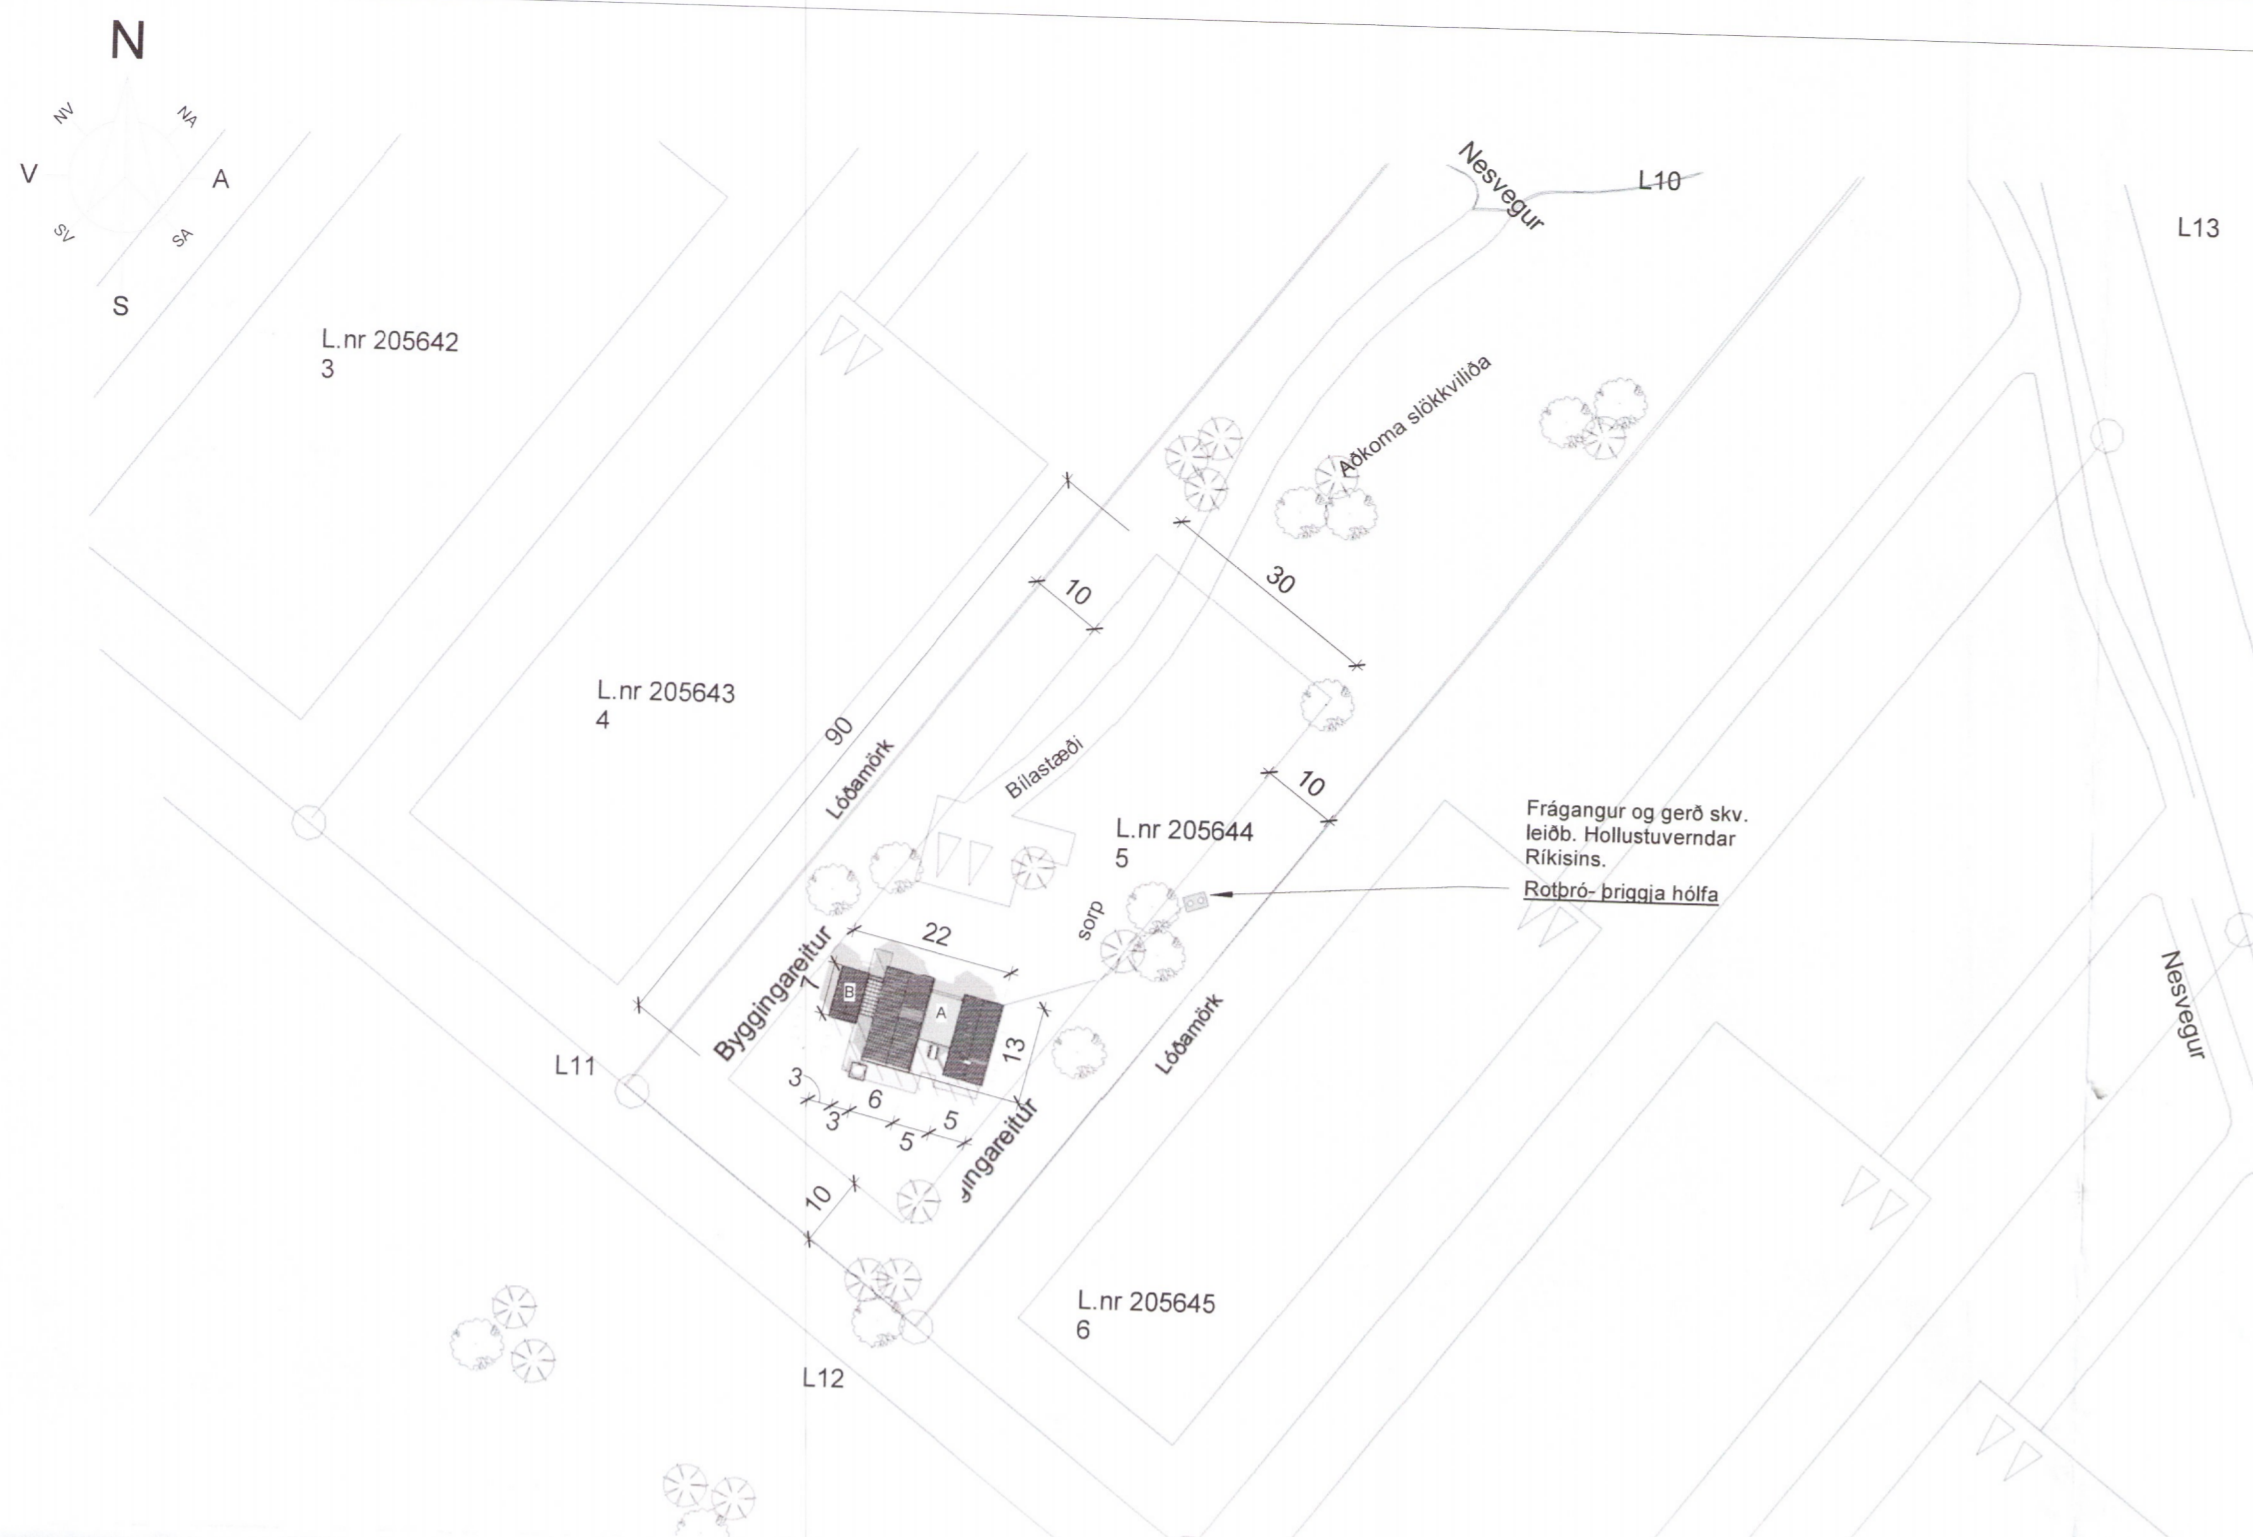 N
NV
NA
V
A
SV
SA
S
Nesvegur
L10
L13
L.nr 205642
3
Aðkoma slökkviliða
30
10
L.nr 205643
4
90
Lóðamörk
Bílastæði
10
L.nr 205644
5
Frágangur og gerð skv.
leiðb. Hollustuverndar
Ríkisins.
Rotþró- þriggja hólfa
sorp
22
Byggingareitur
7
B
A
13
Lóðamörk
Nesvegur
L11
3
3
6
5
5
gingareitur
10
L.nr 205645
6
L12